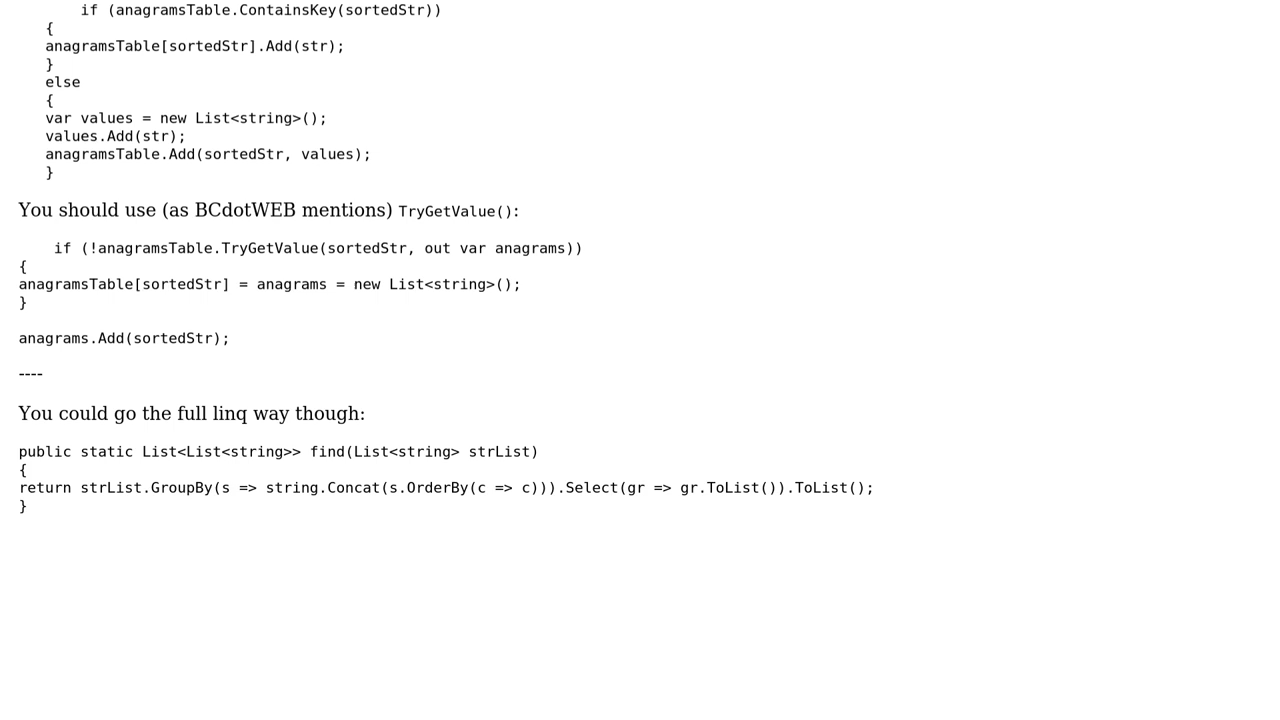 if (anagramsTable.ContainsKey(sortedStr))
{
anagramsTable[sortedStr].Add(str);
}
else
{
var values = new List<string>();
values.Add(str);
anagramsTable.Add(sortedStr, values);
}
You should use (as BCdotWEB mentions) TryGetValue():
if (!anagramsTable.TryGetValue(sortedStr, out var anagrams))
{
anagramsTable[sortedStr] = anagrams = new List<string>();
}
anagrams.Add(sortedStr);
----
You could go the full linq way though:
public static List<List<string>> find(List<string> strList)
{
return strList.GroupBy(s => string.Concat(s.OrderBy(c => c))).Select(gr => gr.ToList()).ToList();
}